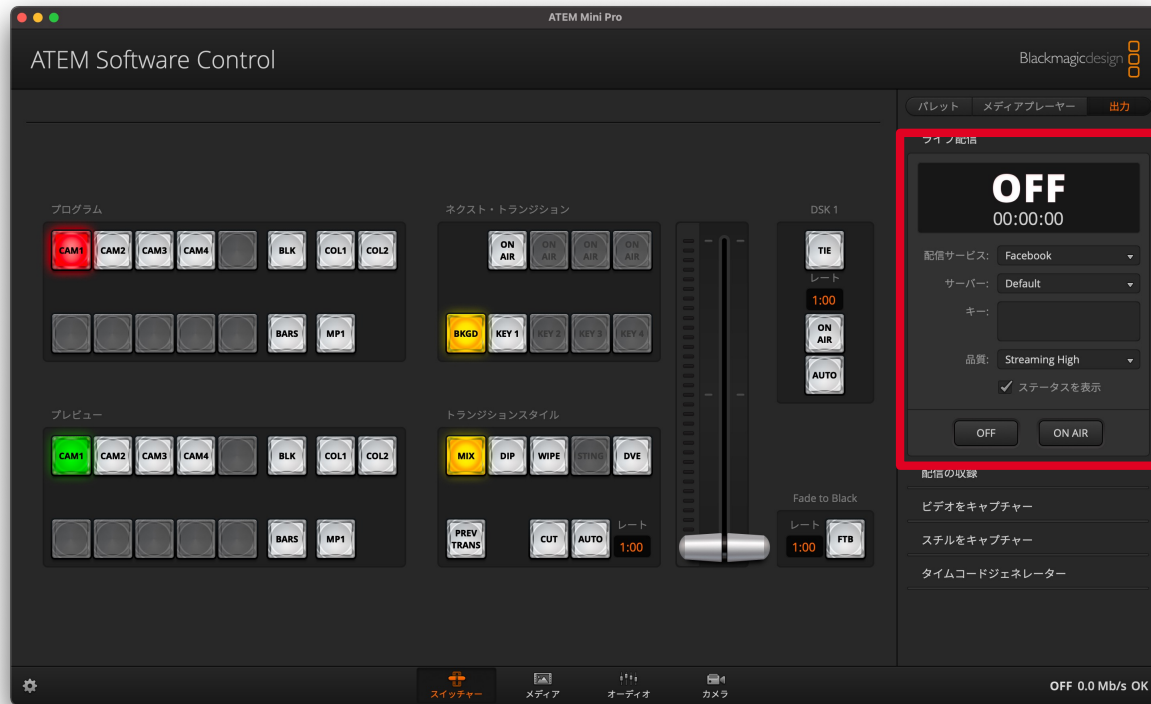 ATEM Mini Pro
ATEM Software Control
Blackmagicdesign
パレット メディアプレーヤー 出力
ライブ配信
OFF
00:00:00
配信サービス: Facebook
サーバー: Default
キー:
品質: Streaming High
ステータスを表示
OFF ON AIR
配信の収録
ビデオをキャプチャー
スチルをキャプチャー
タイムコードジェネレーター
プログラム
CAM1 CAM2 CAM3 CAM4 BLK COL1 COL2
BARS MP1
ネクスト・トランジション
ON AIR ON AIR ON AIR ON AIR
BKGD KEY 1 KEY 2 KEY 3 KEY 4
DSK 1
TIE
レート
1:00
ON AIR
AUTO
プレビュー
CAM1 CAM2 CAM3 CAM4 BLK COL1 COL2
BARS MP1
トランジションスタイル
MIX DIP WIPE STING DVE
PREV TRANS CUT AUTO レート 1:00
Fade to Black
レート
1:00 FTB
スイッチャー メディア オーディオ カメラ
OFF 0.0 Mb/s OK